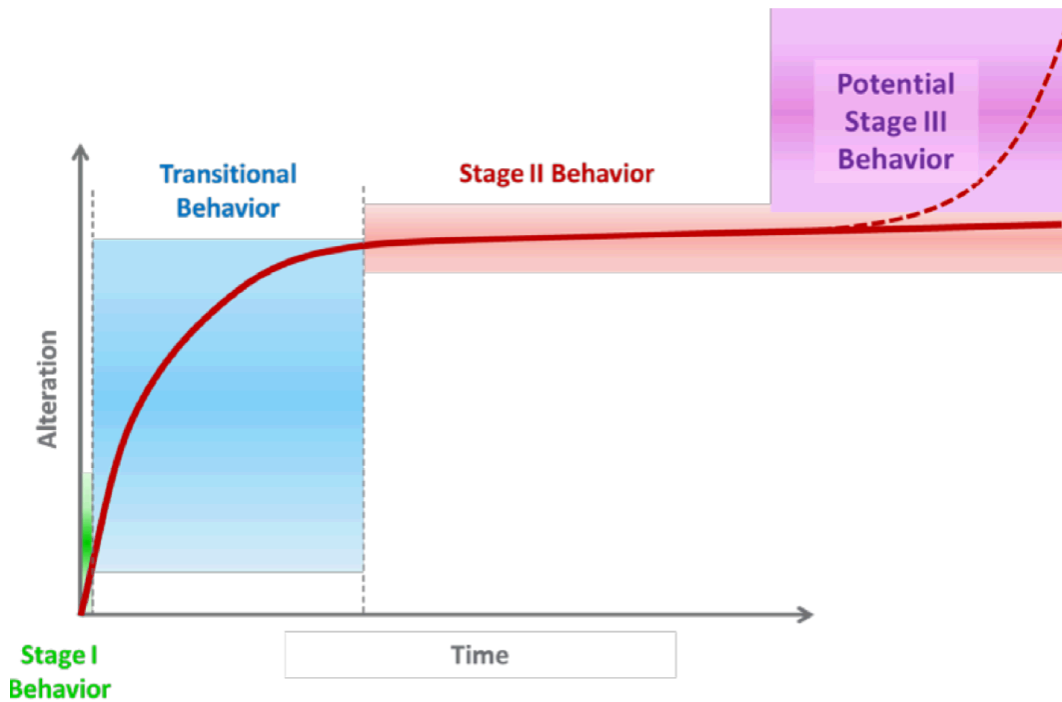 Potential
Stage III
Behavior
Transitional
Behavior
Stage II Behavior
Alteration
Stage I
Behavior
Time